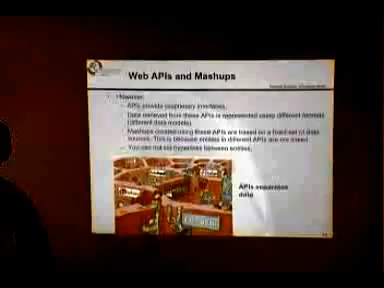 Web APIs and Mashups
However:
APIs provide proprietary interfaces.
Data retrieved from these APIs is represented using different formats
(different data models).
Mashups created using these APIs are based on a fixed set of data
sources. This is because entities in different APIs are not linked.
You can not set hyperlinks between entities.
APIs separates
data